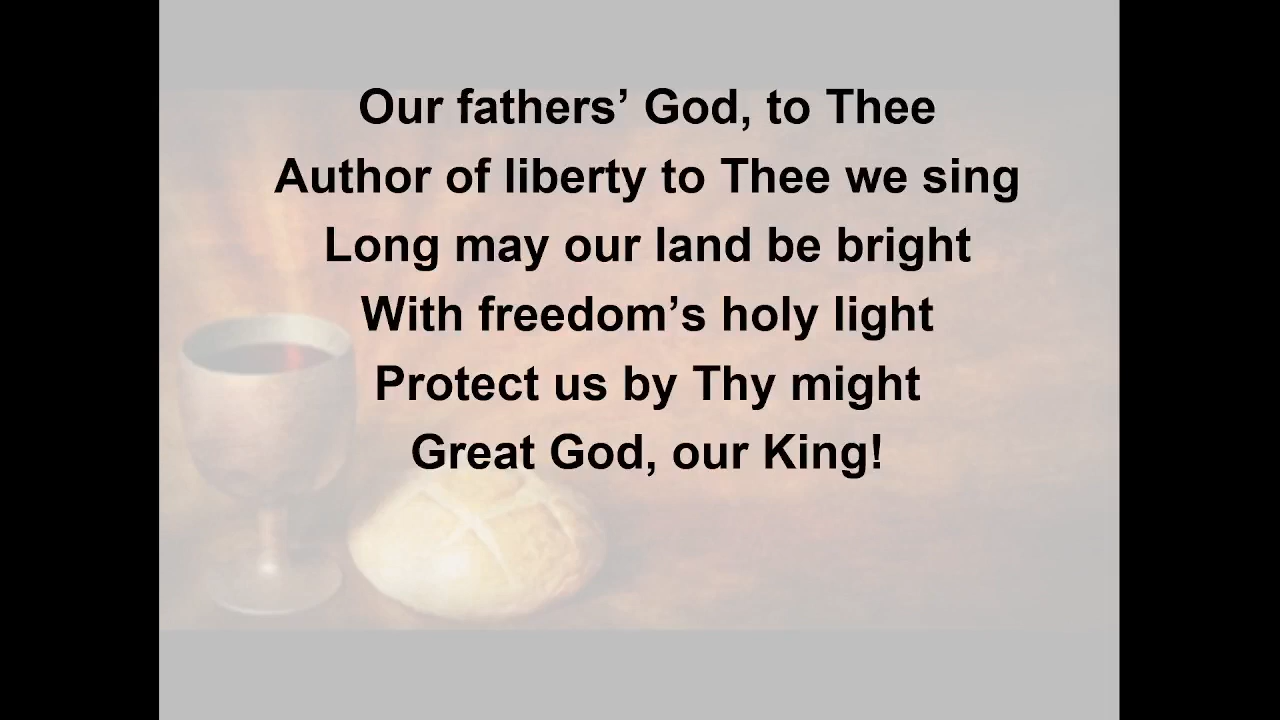 Our fathers’ God, to Thee
Author of liberty to Thee we sing
Long may our land be bright
With freedom’s holy light
Protect us by Thy might
Great God, our King!